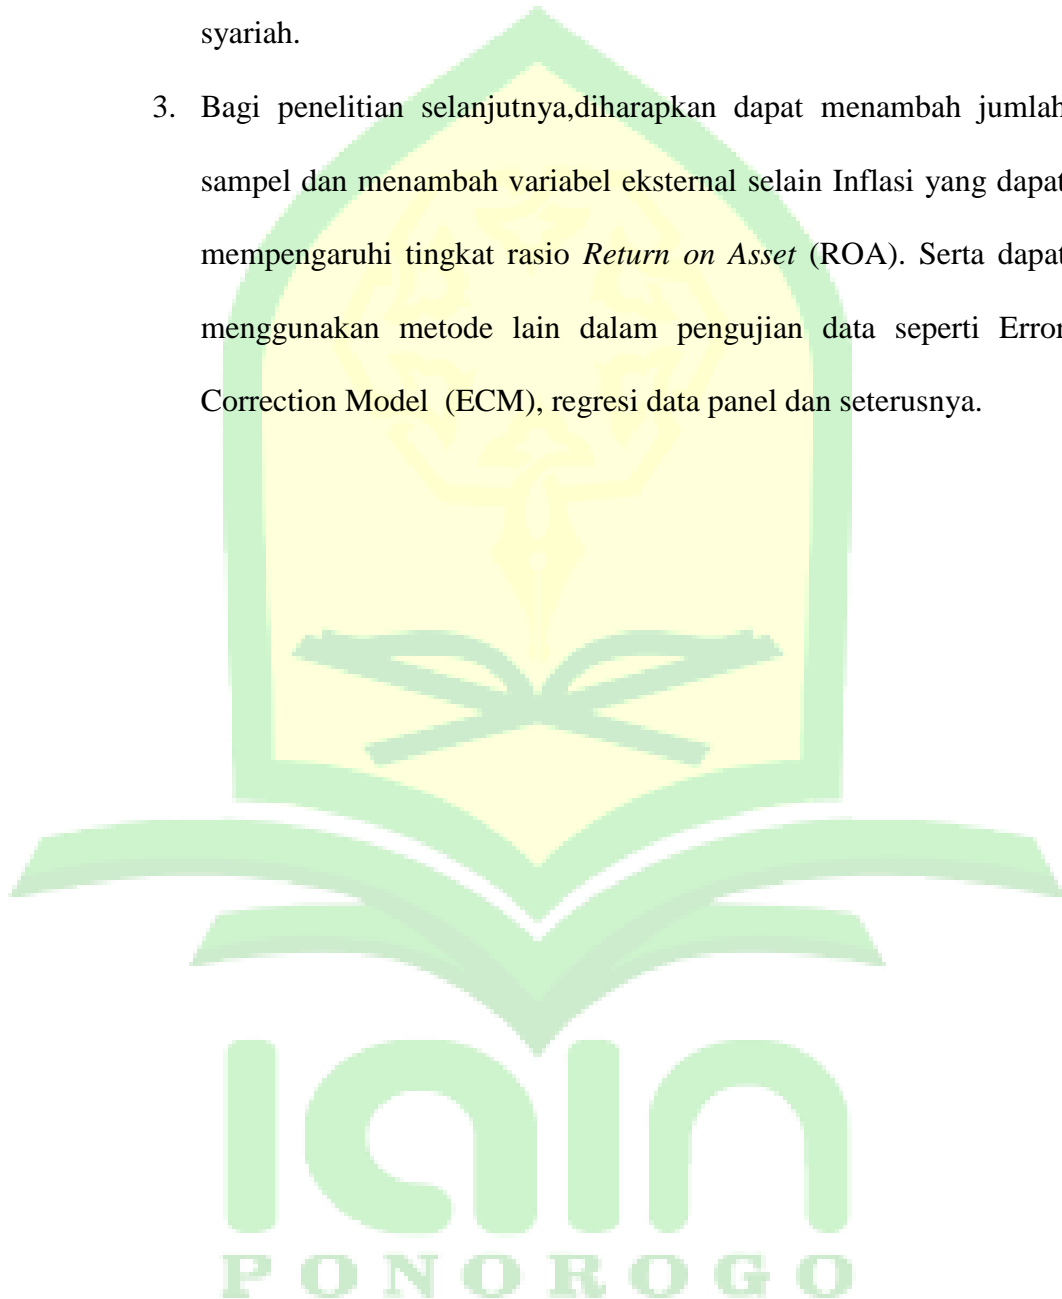 syariah.
3. Bagi penelitian selanjutnya,diharapkan dapat menambah jumlah
sampel dan menambah variabel eksternal selain Inflasi yang dapat
mempengaruhi tingkat rasio Return on Asset (ROA). Serta dapat
menggunakan metode lain dalam pengujian data seperti Error
Correction Model  (ECM), regresi data panel dan seterusnya.
iain
PONOROGO